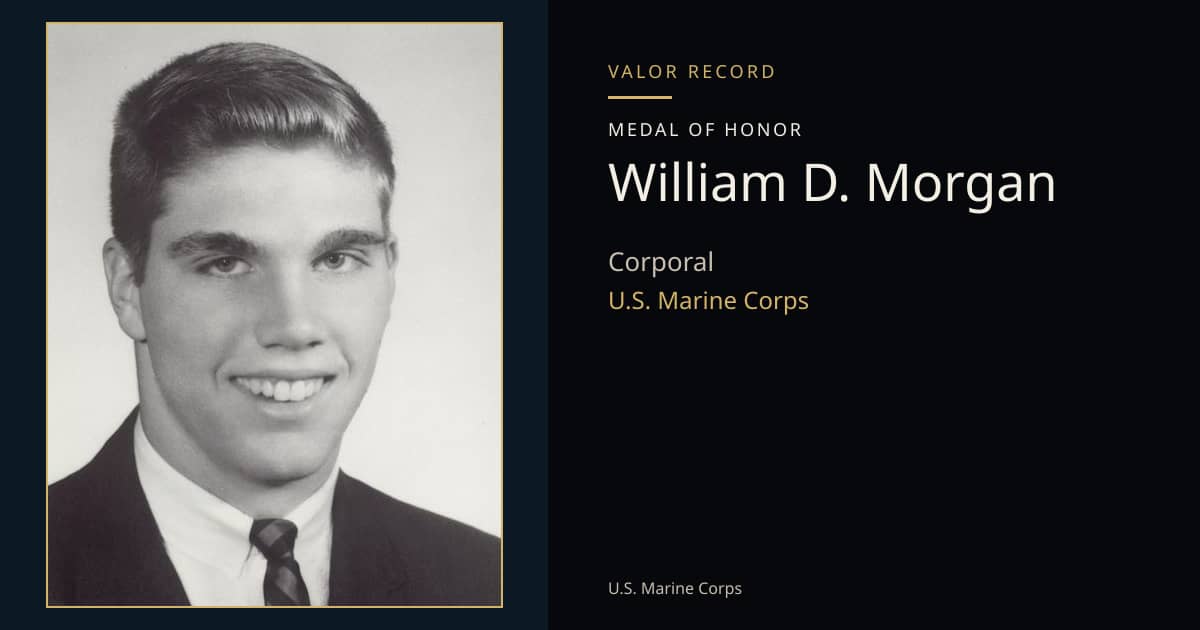 VALOR RECORD
MEDAL OF HONOR
William D. Morgan
Corporal
U.S. Marine Corps
U.S. Marine Corps